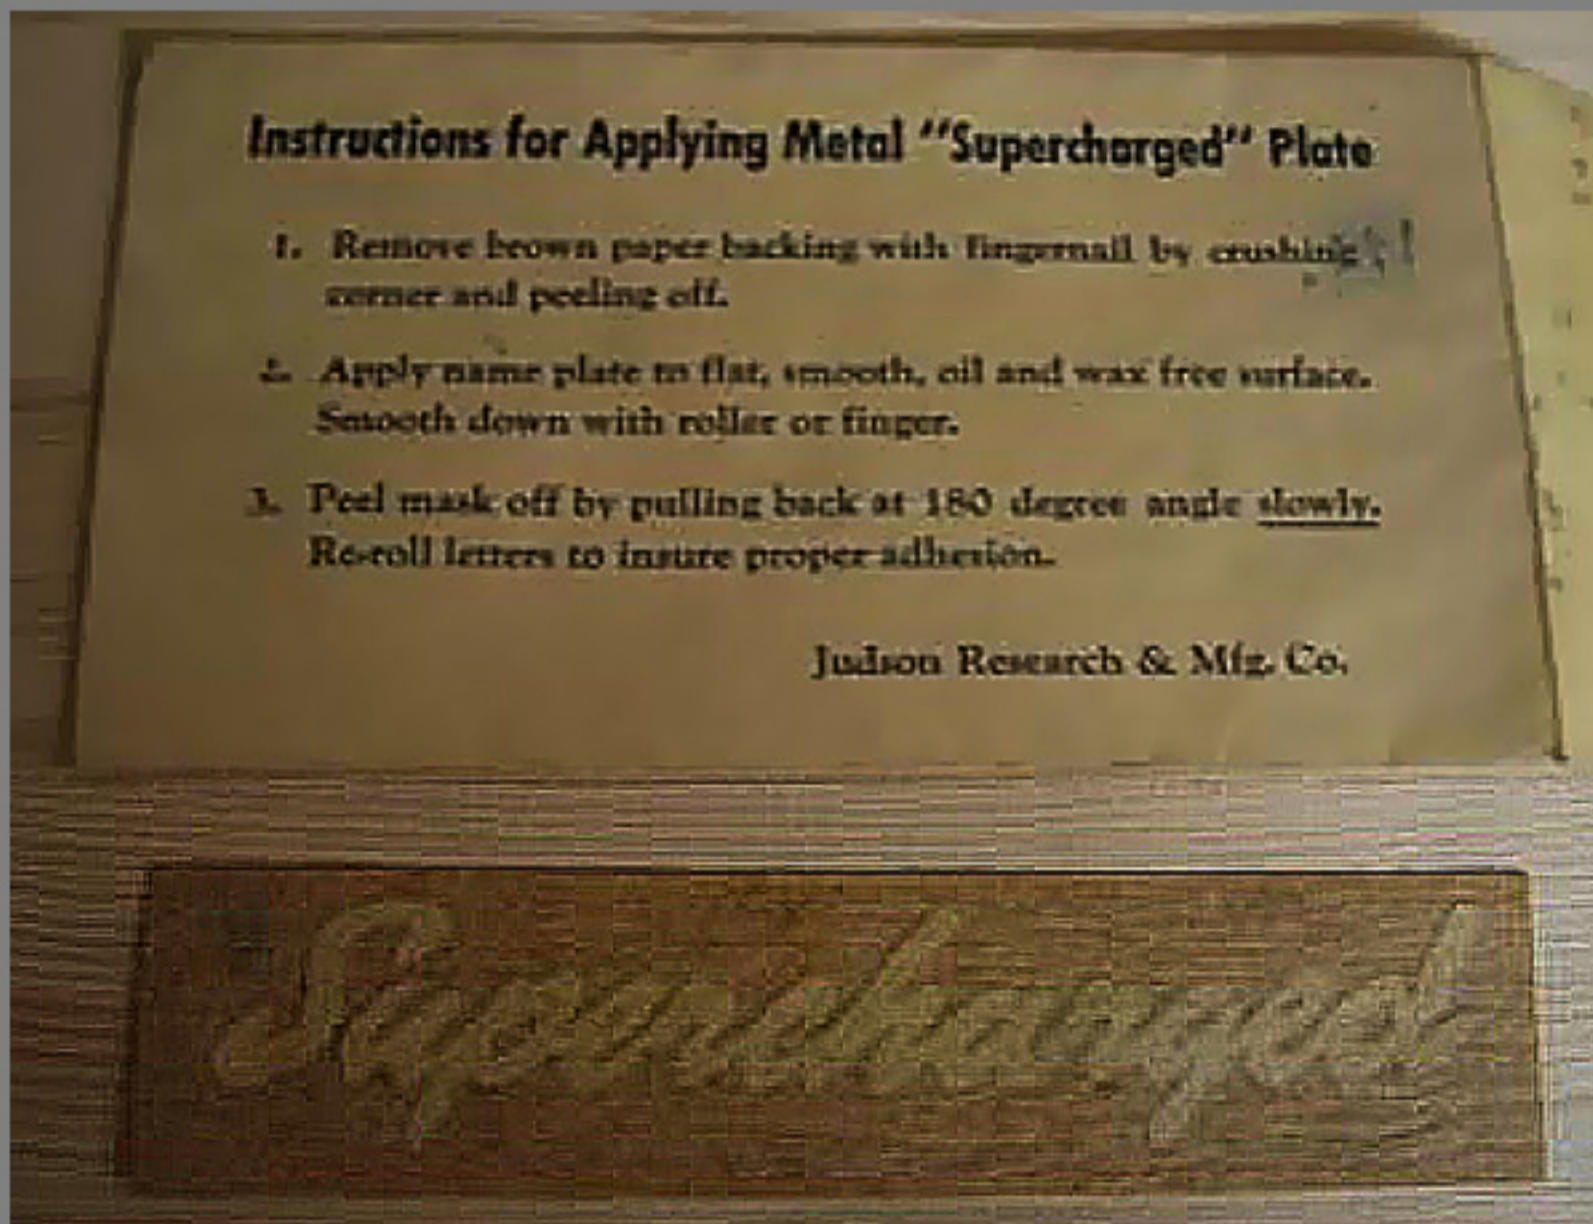 Instructions for Applying Metal "Supercharged" Plate
1. Remove brown paper backing with fingernail by crushing
corner and peeling off.
2. Apply name plate to flat, smooth, oil and wax free surface.
Smooth down with roller or finger.
3. Peel mask off by pulling back at 180 degree angle slowly.
Re-roll letters to insure proper adhesion.
Judson Research & Mfg. Co.
Supercharged